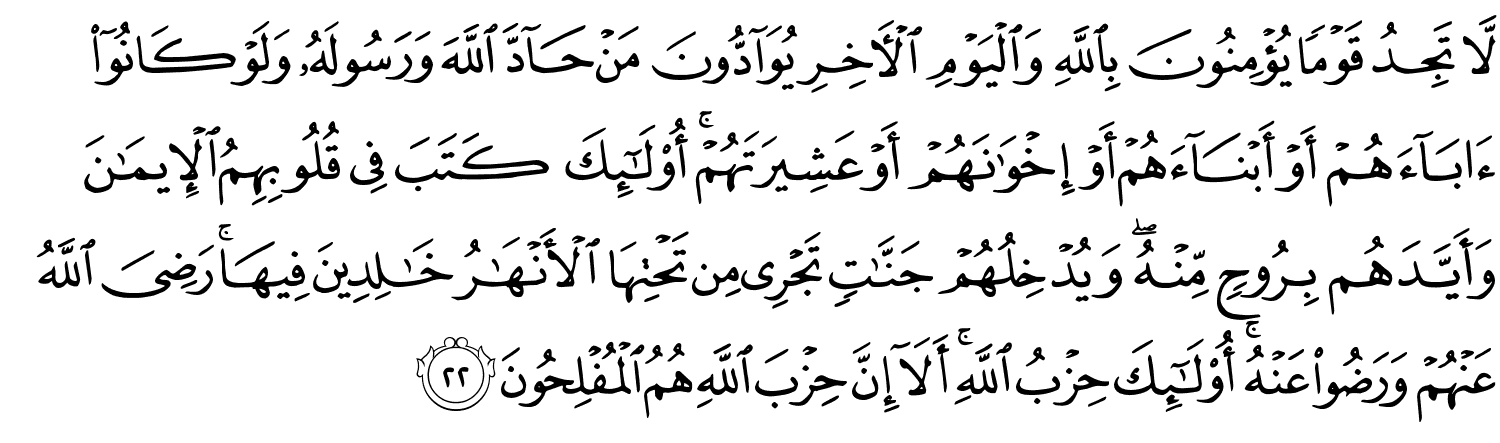 لَّا تَجِدُ قَوْمًا يُؤْمِنُونَ بِٱللَّهِ وَٱلْيَوْمِ ٱلْأَخِرِ يُوَآدُّونَ مَنْ حَآدَّ ٱللَّهَ وَرَسُولَهُۥ وَلَوْ كَانُوٓا۟
ءَابَآءَهُمْ أَوْ أَبْنَآءَهُمْ أَوْ إِخْوَٰنَهُمْ أَوْ عَشِيرَتَهُمْ ۚ أُو۟لَـٰٓئِكَ كَتَبَ فِى قُلُوبِهِمُ ٱلْإِيمَـٰنَ
وَأَيَّدَهُم بِرُوحٍ مِّنْهُ ۖ وَيُدْخِلُهُمْ جَنَّـٰتٍ تَجْرِى مِن تَحْتِهَا ٱلْأَنْهَـٰرُ خَـٰلِدِينَ فِيهَا ۚ رَضِىَ ٱللَّهُ
عَنْهُمْ وَرَضُوا۟ عَنْهُ ۚ أُو۟لَـٰٓئِكَ حِزْبُ ٱللَّهِ ۚ أَلَآ إِنَّ حِزْبَ ٱللَّهِ هُمُ ٱلْمُفْلِحُونَ ٢٢